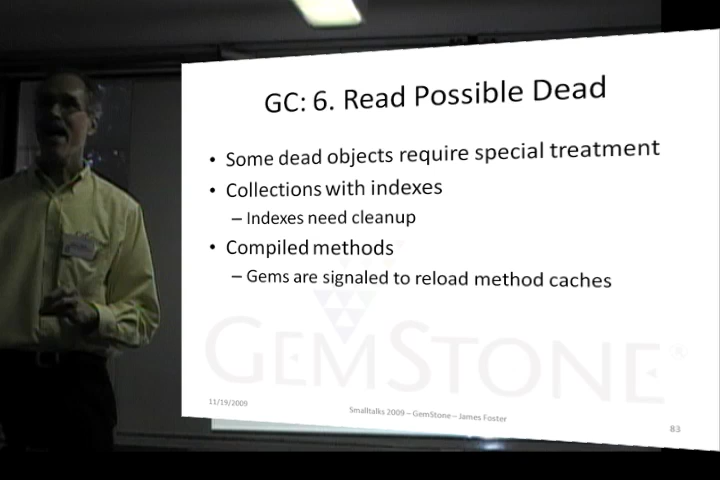 GC: 6. Read Possible Dead
• Some dead objects require special treatment
• Collections with indexes
– Indexes need cleanup
• Compiled methods
– Gems are signaled to reload method caches
GEMSTONE
11/19/2009
Smalltalks 2009 – GemStone – James Foster
83